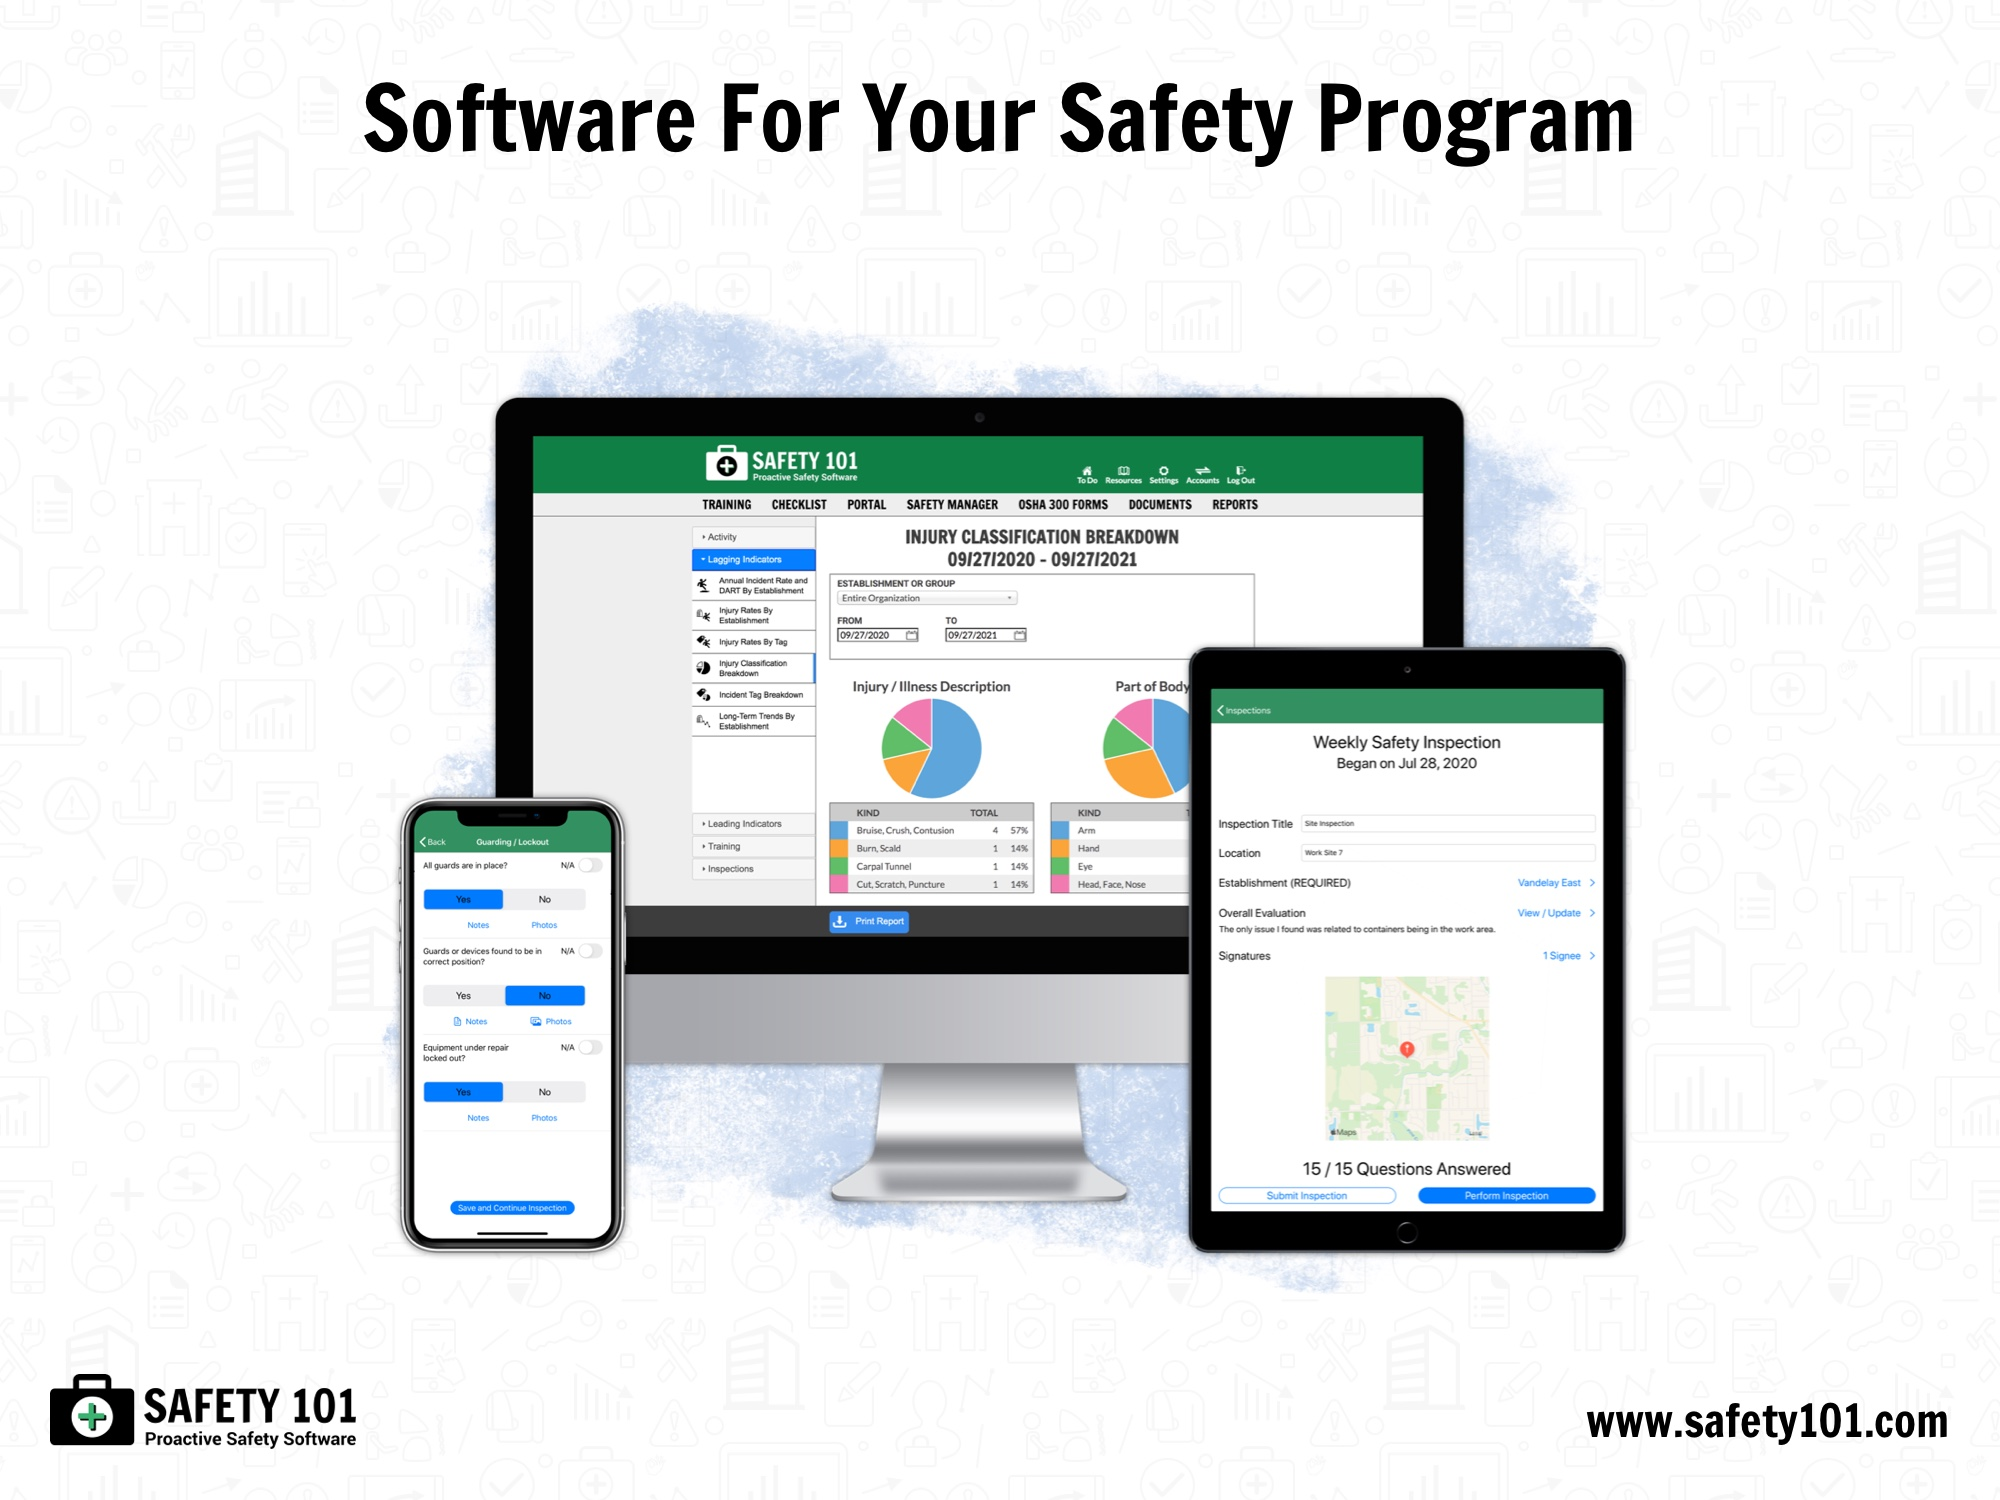 Software For Your Safety Program
SAFETY 101
Proactive Safety Software
To Do
Resources
Settings
Accounts
Log Out
TRAINING
CHECKLIST
PORTAL
SAFETY MANAGER
OSHA 300 FORMS
DOCUMENTS
REPORTS
Activity
Lagging Indicators
Annual Incident Rate and
DART By Establishment
Injury Rates By
Establishment
Injury Rates By Tag
Injury Classification
Breakdown
Incident Tag Breakdown
Long-Term Trends By
Establishment
Leading Indicators
Training
Inspections
INJURY CLASSIFICATION BREAKDOWN
09/27/2020 - 09/27/2021
ESTABLISHMENT OR GROUP
Entire Organization
FROM
TO
09/27/2020
09/27/2021
Injury / Illness Description
KIND TOTAL
Bruise, Crush, Contusion 4 57%
Burn, Scald 1 14%
Carpal Tunnel 1 14%
Cut, Scratch, Puncture 1 14%
Part of Body
KIND
Arm
Hand
Eye
Head, Face, Nose
Print Report
Back
Guarding / Lockout
All guards are in place?
N/A
Yes
No
Notes
Photos
Guards or devices found to be in
correct position?
N/A
Yes
No
Notes
Photos
Equipment under repair
locked out?
N/A
Yes
No
Notes
Photos
Save and Continue Inspection
Inspections
Weekly Safety Inspection
Began on Jul 28, 2020
Inspection Title
Site Inspection
Location
Work Site 7
Establishment (REQUIRED)
Vandelay East
Overall Evaluation
View / Update
The only issue I found was related to containers being in the work area.
Signatures
1 Signee
Maps
15 / 15 Questions Answered
Submit Inspection
Perform Inspection
SAFETY 101
Proactive Safety Software
www.safety101.com